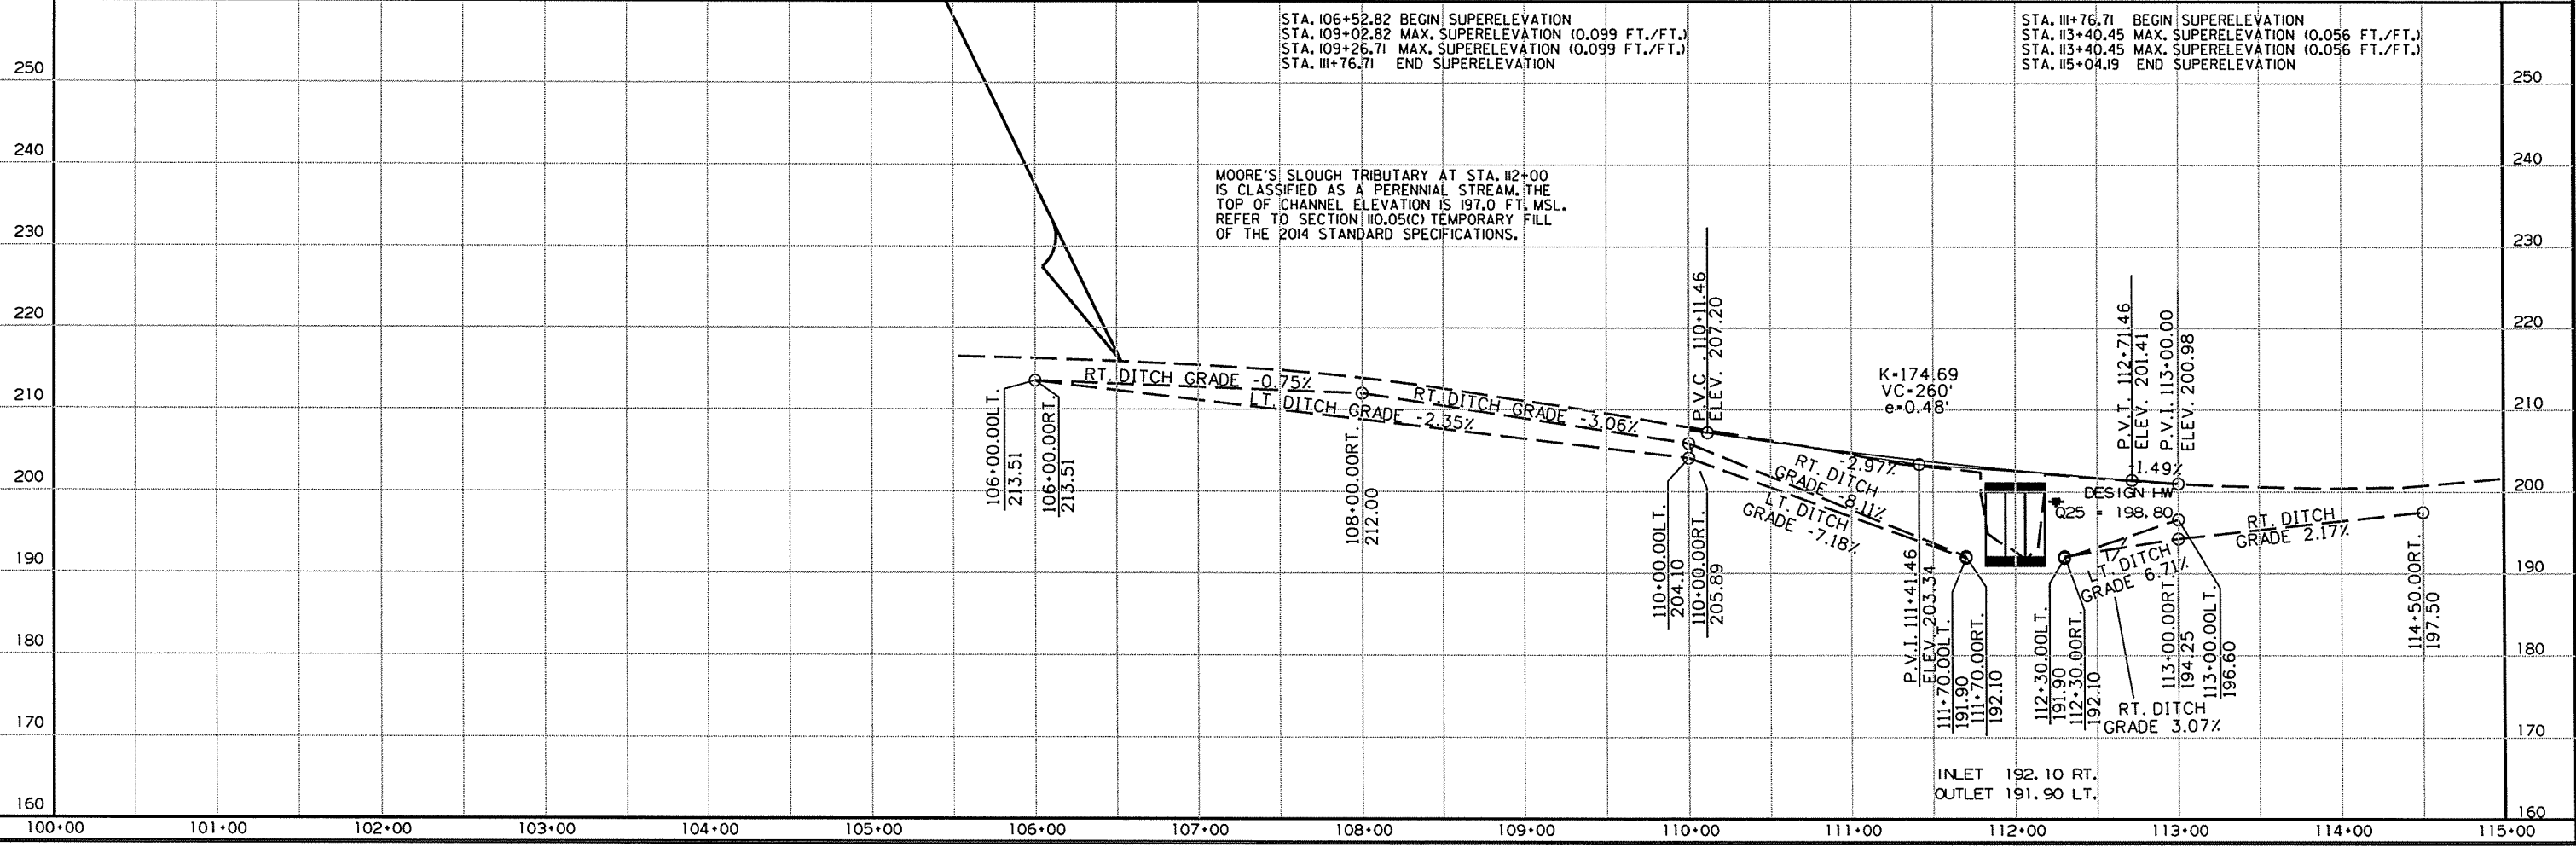 STA. 106+52.82 BEGIN SUPERELEVATION
STA. 109+02.82 MAX. SUPERELEVATION (0.099 FT./FT.)
STA. 109+26.71 MAX. SUPERELEVATION (0.099 FT./FT.)
STA. 111+76.71 END SUPERELEVATION
STA. 111+76.71 BEGIN SUPERELEVATION
STA. 113+40.45 MAX. SUPERELEVATION (0.056 FT./FT.)
STA. 113+40.45 MAX. SUPERELEVATION (0.056 FT./FT.)
STA. 115+04.19 END SUPERELEVATION
250
240
230
220
210
200
190
180
170
160
250
240
230
220
210
200
190
180
170
160
MOORE'S SLOUGH TRIBUTARY AT STA. 112+00
IS CLASSIFIED AS A PERENNIAL STREAM. THE
TOP OF CHANNEL ELEVATION IS 197.0 FT. MSL.
REFER TO SECTION 110.05(C) TEMPORARY FILL
OF THE 2014 STANDARD SPECIFICATIONS.
RT. DITCH GRADE -0.75%
LT. DITCH GRADE -2.35%
RT. DITCH GRADE -3.06%
106+00.00LT.
213.51
106+00.00RT.
213.51
108+00.00RT.
212.00
P.V.C. 110+11.46
ELEV. 207.20
K=174.69
VC=260'
e=0.48'
P.V.T. 112+71.46
ELEV. 201.41
P.V.I. 113+00.00
ELEV. 200.98
-2.97%
-1.49%
RT. DITCH
GRADE -8.11%
LT. DITCH
GRADE -7.18%
DESIGN HW
Q25 = 198.80
RT. DITCH
GRADE 2.17%
LT. DITCH
GRADE 6.71%
110+00.00LT.
204.10
110+00.00RT.
205.89
P.V.I. 111+41.46
ELEV. 203.34
111+70.00LT.
191.90
111+70.00RT.
192.10
112+30.00LT.
191.90
112+30.00RT.
192.10
113+00.00RT.
194.25
113+00.00LT.
196.60
114+50.00RT.
197.50
RT. DITCH
GRADE 3.07%
INLET 192.10 RT.
OUTLET 191.90 LT.
100+00
101+00
102+00
103+00
104+00
105+00
106+00
107+00
108+00
109+00
110+00
111+00
112+00
113+00
114+00
115+00